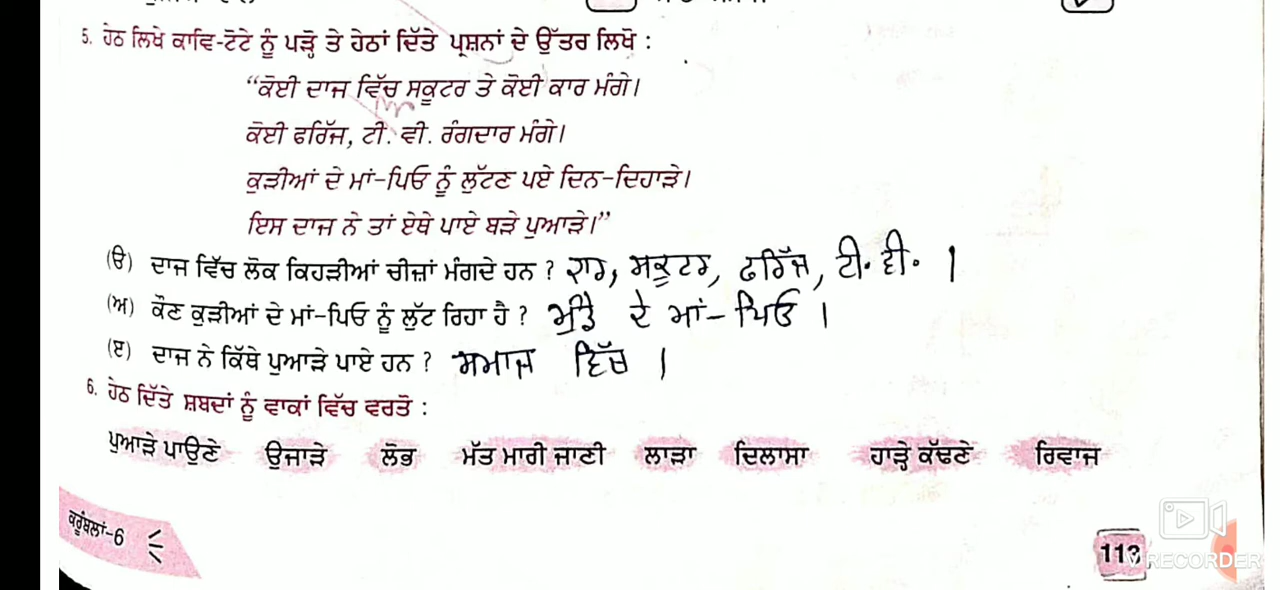 5. ਹੇਠ ਲਿਖੇ ਕਾਵਿ-ਟੋਟੇ ਨੂੰ ਪੜ੍ਹੋ ਤੇ ਹੇਠਾਂ ਦਿੱਤੇ ਪ੍ਰਸ਼ਨਾਂ ਦੇ ਉੱਤਰ ਲਿਖੋ :
“ਕੋਈ ਦਾਜ ਵਿੱਚ ਸਕੂਟਰ ਤੇ ਕੋਈ ਕਾਰ ਮੰਗੇ।
ਕੋਈ ਫਰਿੱਜ, ਟੀ. ਵੀ. ਰੰਗਦਾਰ ਮੰਗੇ।
ਕੁੜੀਆਂ ਦੇ ਮਾਂ-ਪਿਓ ਨੂੰ ਲੁੱਟਣ ਪਏ ਦਿਨ-ਦਿਹਾੜੇ।
ਇਸ ਦਾਜ ਨੇ ਤਾਂ ਏਥੇ ਪਾਏ ਬੜੇ ਪੁਆੜੇ।”
(ੳ) ਦਾਜ ਵਿੱਚ ਲੋਕ ਕਿਹੜੀਆਂ ਚੀਜ਼ਾਂ ਮੰਗਦੇ ਹਨ ? ਕਾਰ, ਸਕੂਟਰ, ਫਰਿੱਜ, ਟੀ. ਵੀ. ।
(ਅ) ਕੌਣ ਕੁੜੀਆਂ ਦੇ ਮਾਂ-ਪਿਓ ਨੂੰ ਲੁੱਟ ਰਿਹਾ ਹੈ ? ਮੁੰਡੇ ਦੇ ਮਾਂ-ਪਿਓ ।
(ੲ) ਦਾਜ ਨੇ ਕਿੱਥੇ ਪੁਆੜੇ ਪਾਏ ਹਨ ? ਸਮਾਜ ਵਿੱਚ ।
6. ਹੇਠ ਦਿੱਤੇ ਸ਼ਬਦਾਂ ਨੂੰ ਵਾਕਾਂ ਵਿੱਚ ਵਰਤੋ :
ਪੁਆੜੇ ਪਾਉਣੇ ਉਜਾੜੇ ਲੋਭ ਮੱਤ ਮਾਰੀ ਜਾਣੀ ਲਾੜਾ ਦਿਲਾਸਾ ਹਾੜ੍ਹੇ ਕੱਢਣੇ ਰਿਵਾਜ
ਕਰੂੰਬਲਾਂ-6
113
RECORDER